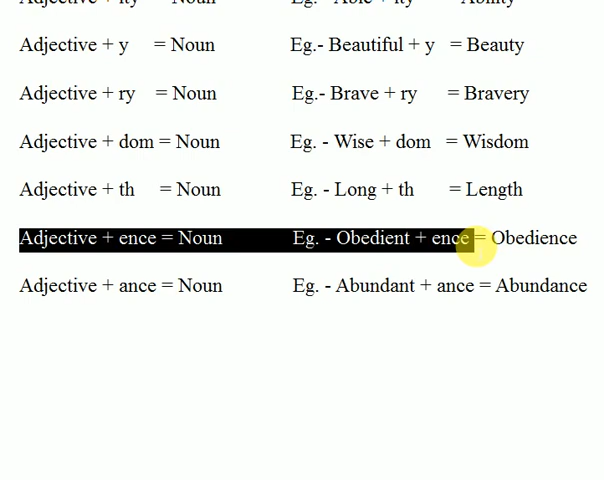 Adjective + y = Noun Eg.- Beautiful + y = Beauty
Adjective + ry = Noun Eg.- Brave + ry = Bravery
Adjective + dom = Noun Eg. - Wise + dom = Wisdom
Adjective + th = Noun Eg. - Long + th = Length
Adjective + ence = Noun Eg. - Obedient + ence = Obedience
Adjective + ance = Noun Eg. - Abundant + ance = Abundance